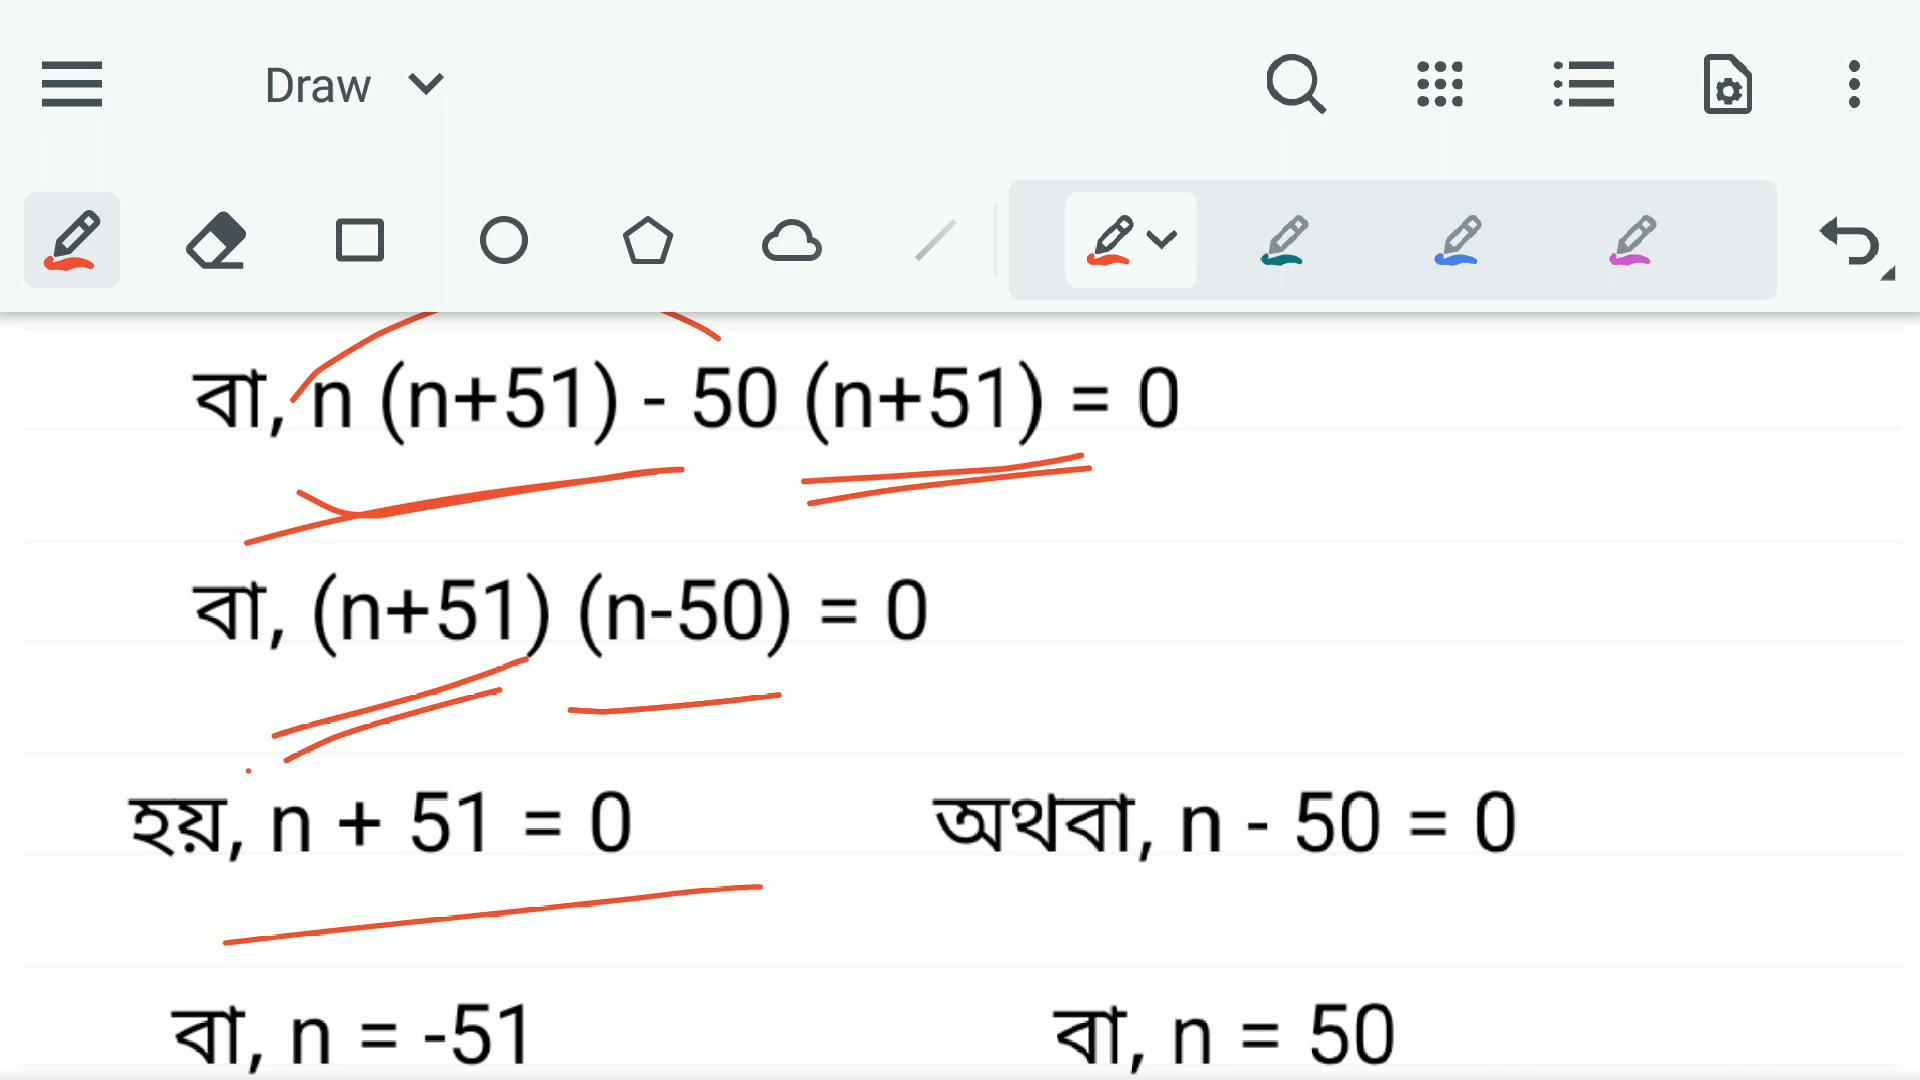 Draw
বা, n (n+51) - 50 (n+51) = 0
বা, (n+51) (n-50) = 0
হয়, n + 51 = 0 অথবা, n - 50 = 0
বা, n = -51 বা, n = 50